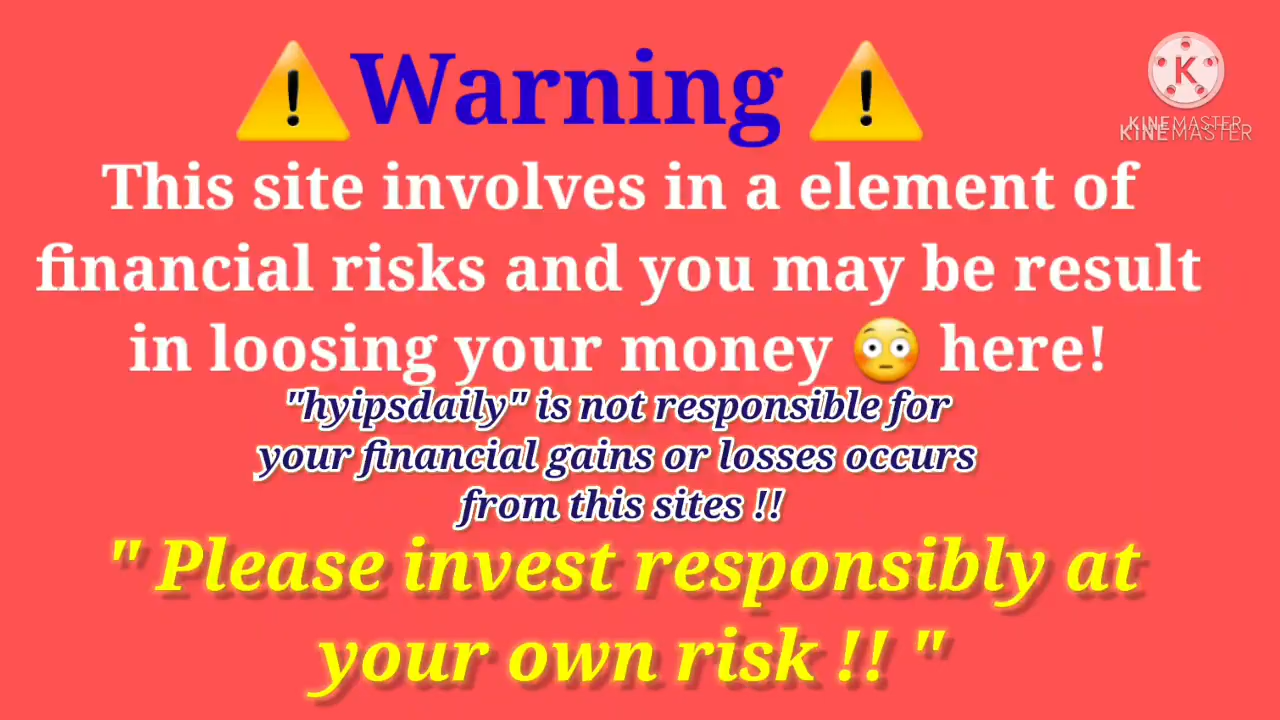 ⚠️Warning ⚠️
K
KINEMASTER
KINEMASTER
This site involves in a element of
financial risks and you may be result
in loosing your money 😳 here!
"hyipsdaily" is not responsible for
your financial gains or losses occurs
from this sites !!
" Please invest responsibly at
your own risk !! "